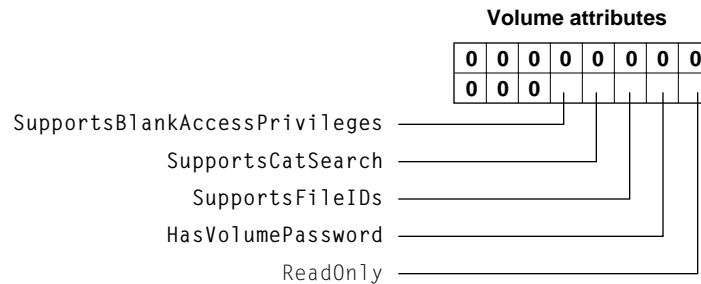 Volume attributes
0 0 0 0 0 0 0 0
0 0 0
SupportsBlankAccessPrivileges
SupportsCatSearch
SupportsFileIDs
HasVolumePassword
ReadOnly